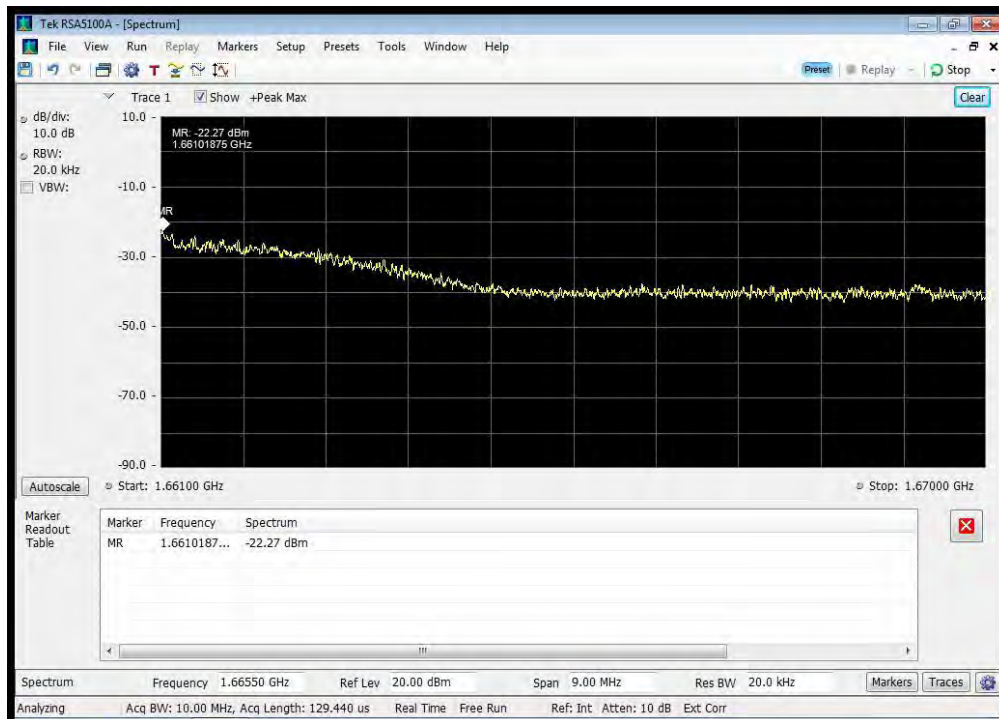 Tek RSA5100A - [Spectrum]
File View Run Replay Markers Setup Presets Tools Window Help
Preset Replay Stop
Trace 1 Show +Peak Max Clear
dB/div:
10.0 dB
RBW:
20.0 kHz
VBW:
10.0
-10.0
-30.0
-50.0
-70.0
-90.0
MR: -22.27 dBm
1.66101875 GHz
MR
Autoscale Start: 1.66100 GHz Stop: 1.67000 GHz
Marker
Readout
Table
Marker Frequency Spectrum
MR 1.6610187... -22.27 dBm
Spectrum Frequency 1.66550 GHz Ref Lev 20.00 dBm Span 9.00 MHz Res BW 20.0 kHz Markers Traces
Analyzing Acq BW: 10.00 MHz, Acq Length: 129.440 us Real Time Free Run Ref: Int Atten: 10 dB Ext Corr